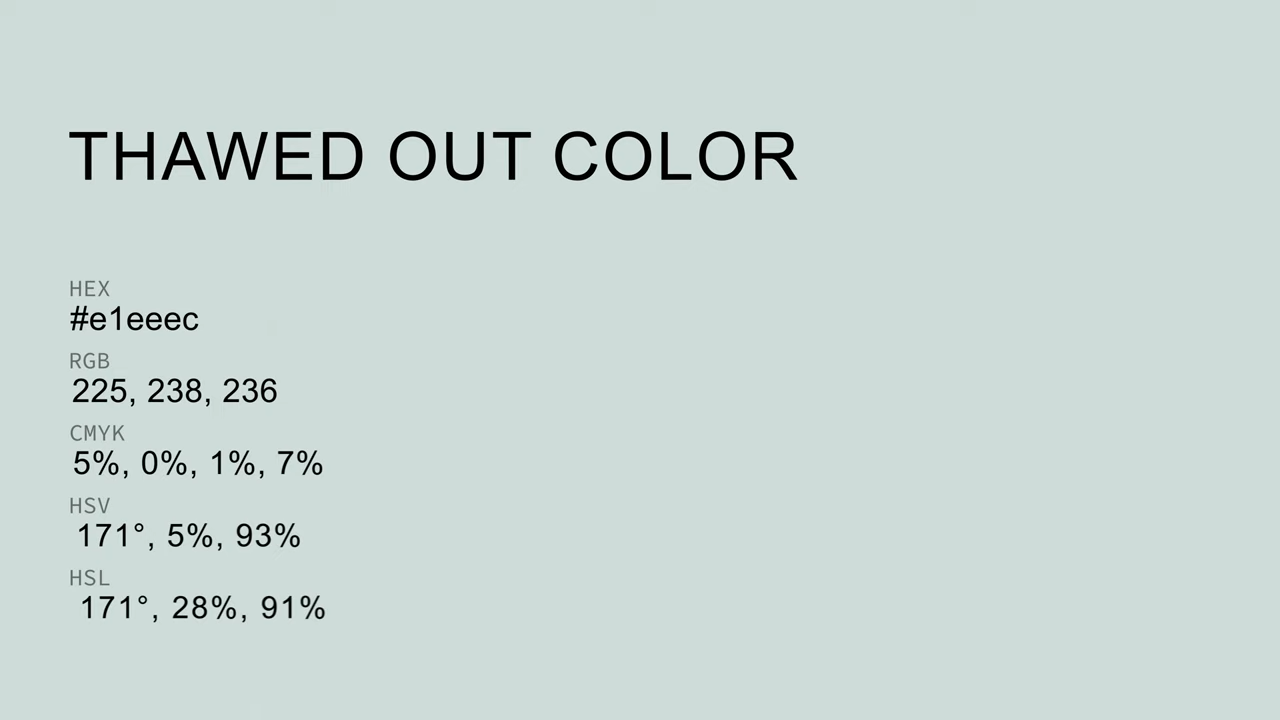 THAWED OUT COLOR
HEX
#e1eeec
RGB
225, 238, 236
CMYK
5%, 0%, 1%, 7%
HSV
171°, 5%, 93%
HSL
171°, 28%, 91%